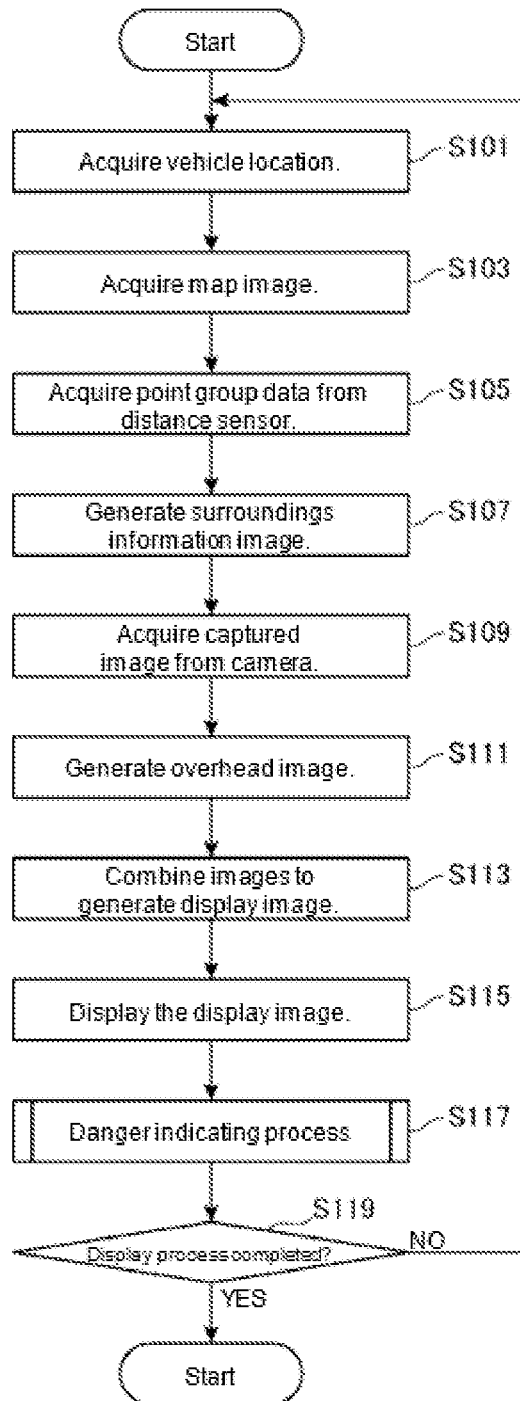 Start
Acquire vehicle location.
S101
Acquire map image.
S103
Acquire point group data from
distance sensor.
S105
Generate surroundings
information image.
S107
Acquire captured
image from camera.
S109
Generate overhead image.
S111
Combine images to
generate display image.
S113
Display the display image.
S115
Danger indicating process
S117
S119
Display process completed?
NO
YES
Start